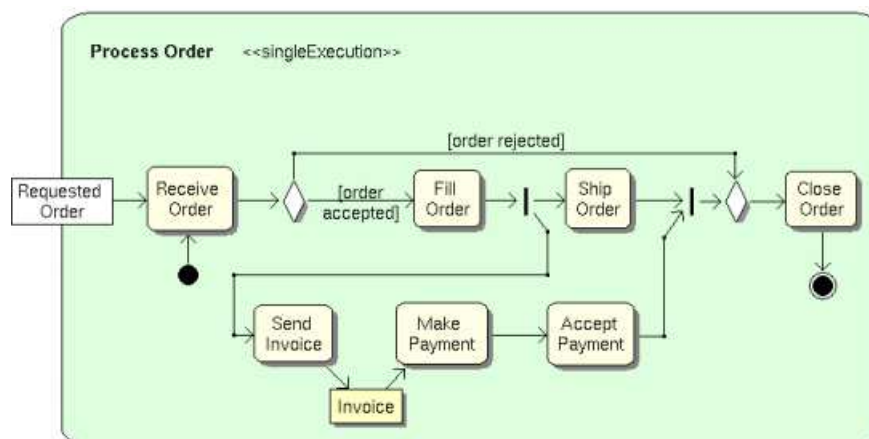 Process Order <<singleExecution>>
[order rejected]
Requested
Order
Receive
Order
[order
accepted]
Fill
Order
Ship
Order
Close
Order
Send
Invoice
Make
Payment
Accept
Payment
Invoice